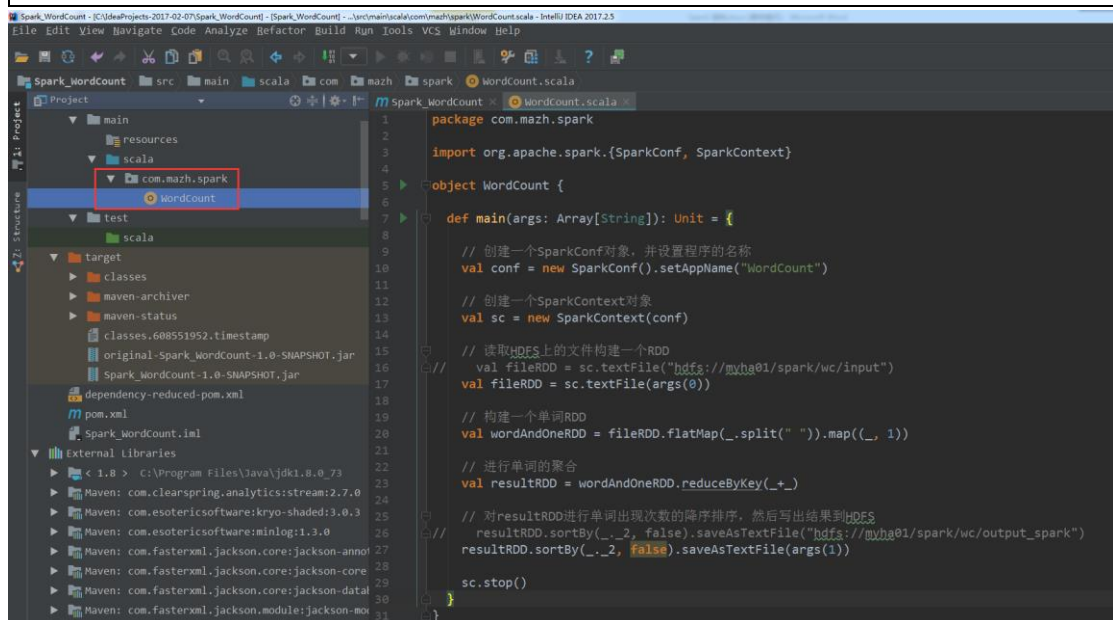 Spark_WordCount - [C:\IdeaProjects-2017-02-07\Spark_WordCount] - [Spark_WordCount] - ...\src\main\scala\com\mazh\spark\WordCount.scala - IntelliJ IDEA 2017.2.5
File Edit View Navigate Code Analyze Refactor Build Run Tools VCS Window Help
Spark_WordCount src main scala com mazh spark WordCount.scala
Project
Spark_WordCount WordCount.scala
1: Project
Z: Structure
main
resources
scala
com.mazh.spark
WordCount
test
scala
target
classes
maven-archiver
maven-status
classes.608551952.timestamp
original-Spark_WordCount-1.0-SNAPSHOT.jar
Spark_WordCount-1.0-SNAPSHOT.jar
dependency-reduced-pom.xml
pom.xml
Spark_WordCount.iml
External Libraries
< 1.8 > C:\Program Files\Java\jdk1.8.0_73
Maven: com.clearspring.analytics:stream:2.7.0
Maven: com.esotericsoftware:kryo-shaded:3.0.3
Maven: com.esotericsoftware:minlog:1.3.0
Maven: com.fasterxml.jackson.core:jackson-annot
Maven: com.fasterxml.jackson.core:jackson-core
Maven: com.fasterxml.jackson.core:jackson-datab
Maven: com.fasterxml.jackson.module:jackson-mod
1 package com.mazh.spark
2
3 import org.apache.spark.{SparkConf, SparkContext}
4
5 object WordCount {
6
7 def main(args: Array[String]): Unit = {
8
9 // 创建一个SparkConf对象，并设置程序的名称
10 val conf = new SparkConf().setAppName("WordCount")
11
12 // 创建一个SparkContext对象
13 val sc = new SparkContext(conf)
14
15 // 读取HDFS上的文件构建一个RDD
16 // val fileRDD = sc.textFile("hdfs://myha01/spark/wc/input")
17 val fileRDD = sc.textFile(args(0))
18
19 // 构建一个单词RDD
20 val wordAndOneRDD = fileRDD.flatMap(_.split(" ")).map((_, 1))
21
22 // 进行单词的聚合
23 val resultRDD = wordAndOneRDD.reduceByKey(_+_)
24
25 // 对resultRDD进行单词出现次数的降序排序，然后写出结果到HDFS
26 // resultRDD.sortBy(_._2, false).saveAsTextFile("hdfs://myha01/spark/wc/output_spark")
27 resultRDD.sortBy(_._2, false).saveAsTextFile(args(1))
28
29 sc.stop()
30 }
31 }